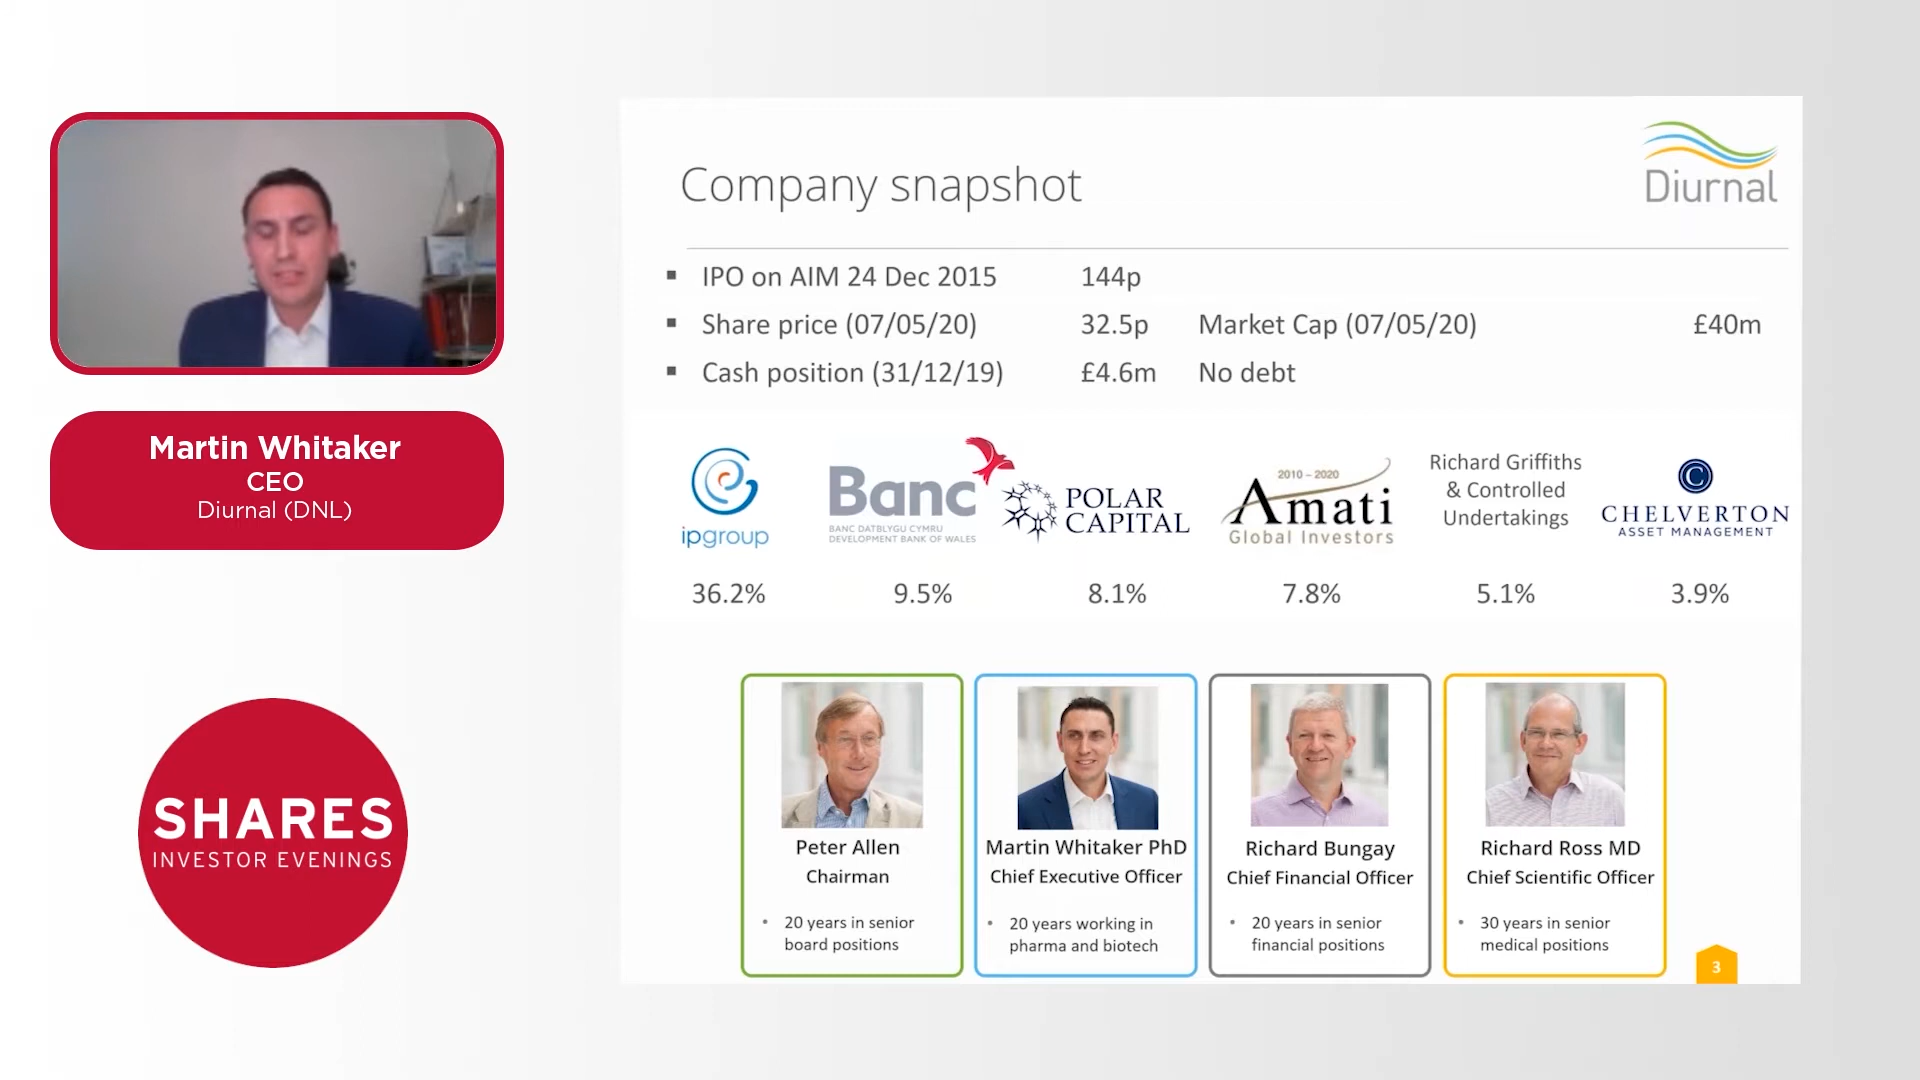 Martin Whitaker
CEO
Diurnal (DNL)
SHARES
INVESTOR EVENINGS
Diurnal
Company snapshot
▪ IPO on AIM 24 Dec 2015 144p
▪ Share price (07/05/20) 32.5p Market Cap (07/05/20) £40m
▪ Cash position (31/12/19) £4.6m No debt
ipgroup
36.2%
Banc
BANC DATBLYGU CYMRU
DEVELOPMENT BANK OF WALES
9.5%
POLAR
CAPITAL
8.1%
2010 – 2020
Amati
Global Investors
7.8%
Richard Griffiths
& Controlled
Undertakings
5.1%
C
CHELVERTON
ASSET MANAGEMENT
3.9%
Peter Allen
Chairman
• 20 years in senior
board positions
Martin Whitaker PhD
Chief Executive Officer
• 20 years working in
pharma and biotech
Richard Bungay
Chief Financial Officer
• 20 years in senior
financial positions
Richard Ross MD
Chief Scientific Officer
• 30 years in senior
medical positions
3